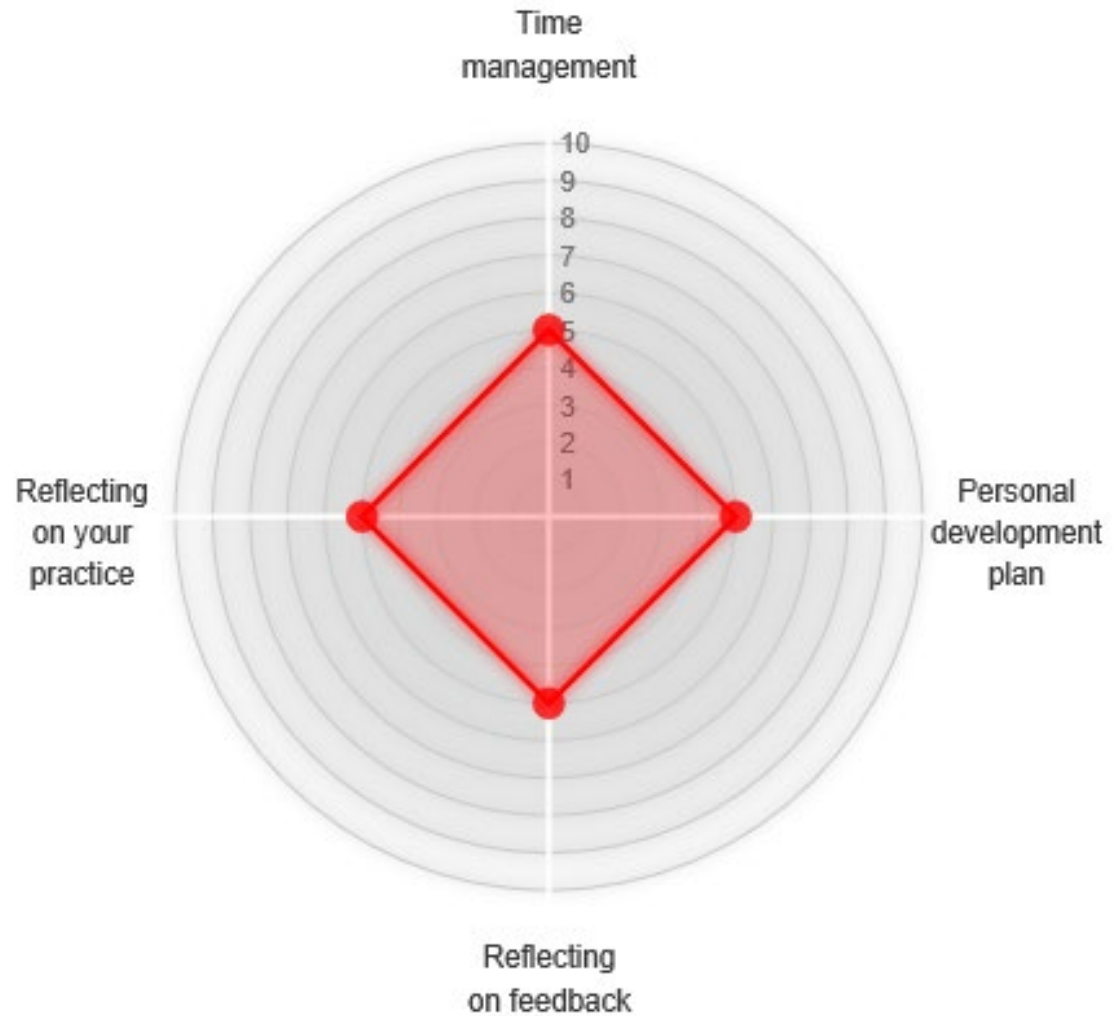 Time
management
10
9
8
7
6
5
4
3
2
1
Reflecting
on your
practice
Personal
development
plan
Reflecting
on feedback